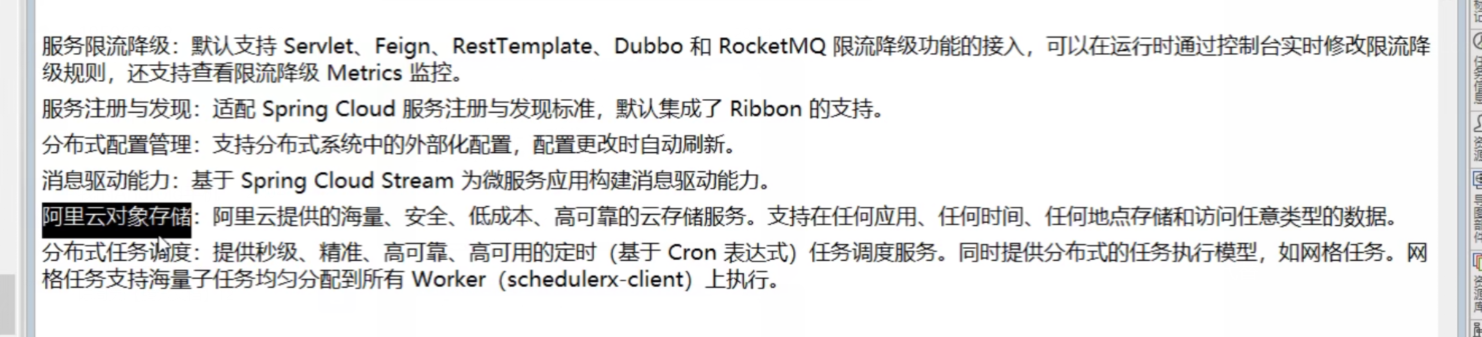 服务限流降级：默认支持 Servlet、Feign、RestTemplate、Dubbo 和 RocketMQ 限流降级功能的接入，可以在运行时通过控制台实时修改限流降
级规则，还支持查看限流降级 Metrics 监控。
服务注册与发现：适配 Spring Cloud 服务注册与发现标准，默认集成了 Ribbon 的支持。
分布式配置管理：支持分布式系统中的外部化配置，配置更改时自动刷新。
消息驱动能力：基于 Spring Cloud Stream 为微服务应用构建消息驱动能力。
阿里云对象存储：阿里云提供的海量、安全、低成本、高可靠的云存储服务。支持在任何应用、任何时间、任何地点存储和访问任意类型的数据。
分布式任务调度：提供秒级、精准、高可靠、高可用的定时（基于 Cron 表达式）任务调度服务。同时提供分布式的任务执行模型，如网格任务。网
格任务支持海量子任务均匀分配到所有 Worker（schedulerx-client）上执行。
任务信息
资源
资源库